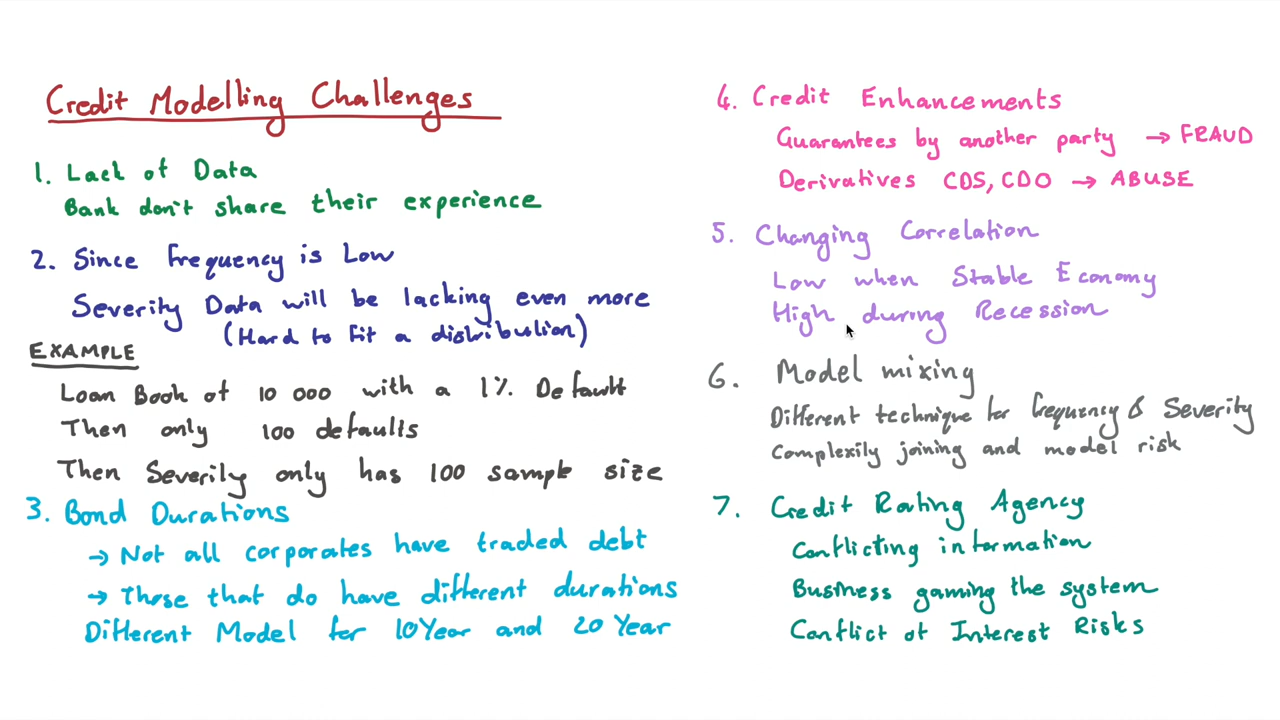 Credit Modelling Challenges
1. Lack of Data
Bank don't share their experience
2. Since frequency is Low
Severity Data will be lacking even more
(Hard to fit a distribution)
EXAMPLE
Loan Book of 10 000 with a 1% Default
Then only 100 defaults
Then Severity only has 100 sample size
3. Bond Durations
→ Not all corporates have traded debt
→ Those that do have different durations
Different Model for 10 Year and 20 Year
4. Credit Enhancements
Guarantees by another party → FRAUD
Derivatives CDS, CDO → ABUSE
5. Changing Correlation
Low when Stable Economy
High during Recession
6. Model mixing
Different technique for frequency & Severity
Complexity joining and model risk
7. Credit Rating Agency
Conflicting information
Business gaming the system
Conflict of Interest Risks